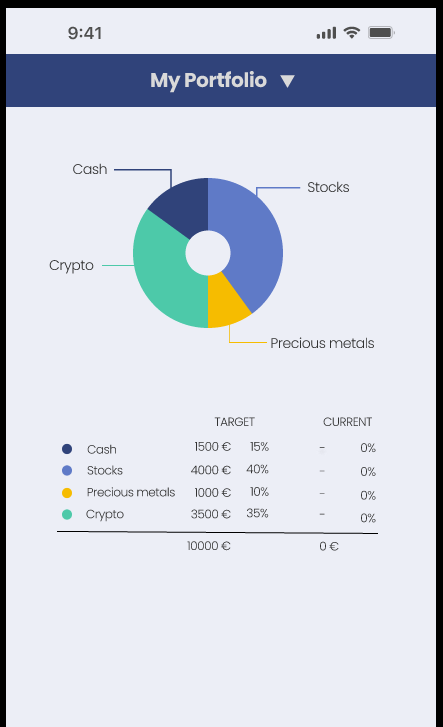 9:41
My Portfolio ▼
Cash
Stocks
Crypto
Precious metals
TARGET CURRENT
Cash 1500 € 15% - 0%
Stocks 4000 € 40% - 0%
Precious metals 1000 € 10% - 0%
Crypto 3500 € 35% - 0%
10000 € 0 €